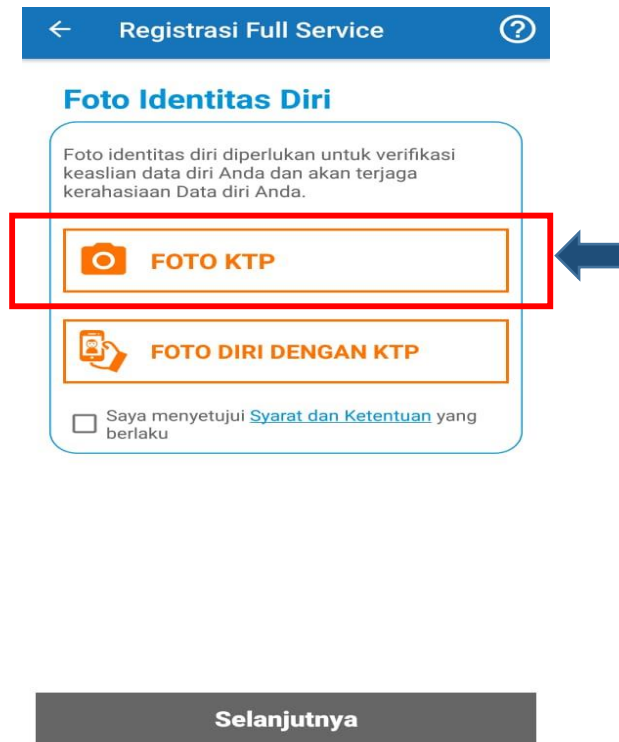 Registrasi Full Service
Foto Identitas Diri
Foto identitas diri diperlukan untuk verifikasi
keaslian data diri Anda dan akan terjaga
kerahasiaan Data diri Anda.
FOTO KTP
FOTO DIRI DENGAN KTP
Saya menyetujui Syarat dan Ketentuan yang
berlaku
Selanjutnya